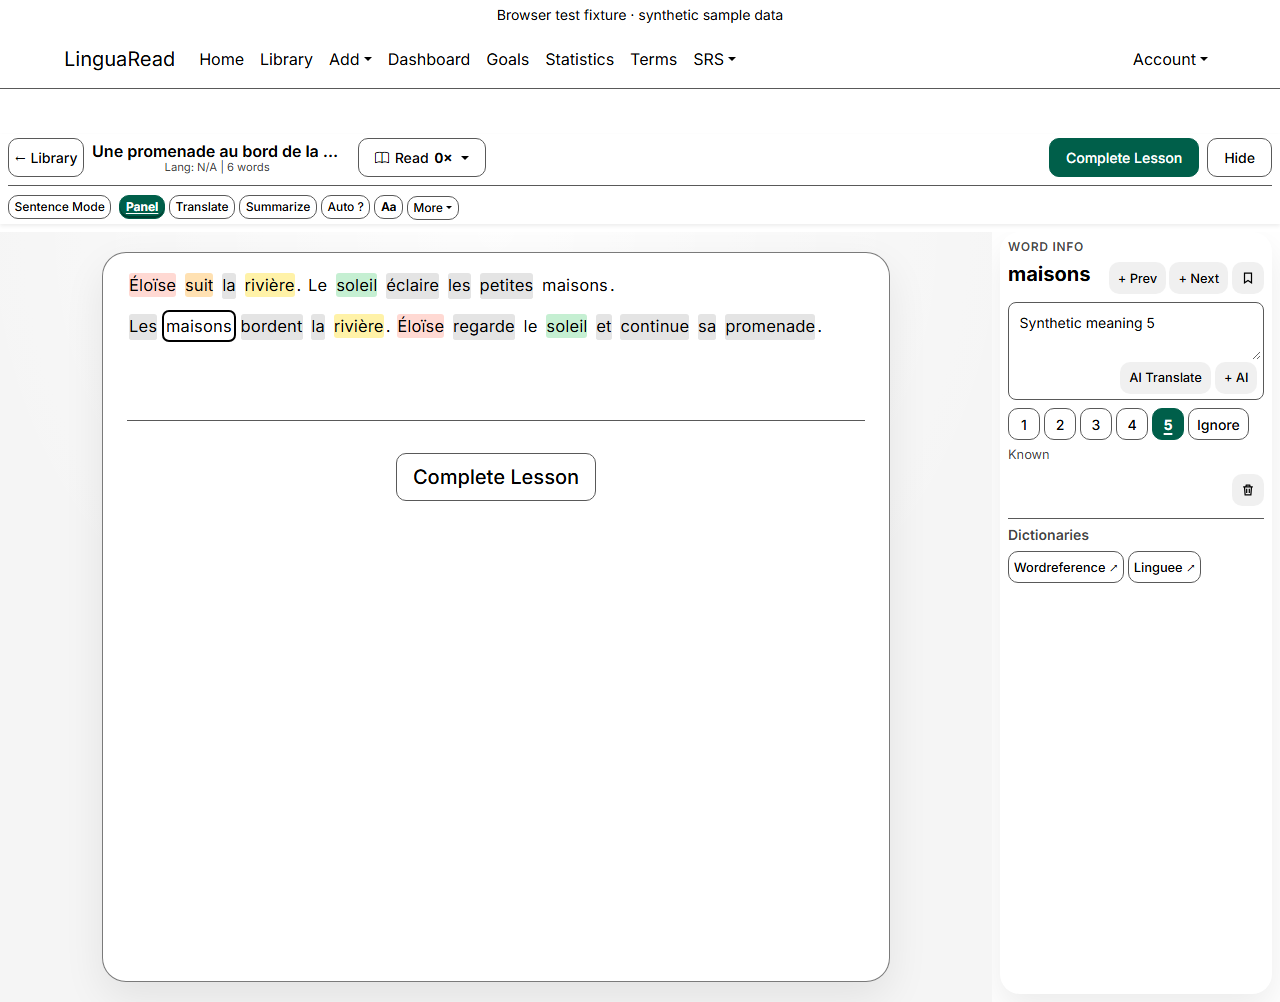 Browser test fixture · synthetic sample data
LinguaRead Home Library Add Dashboard Goals Statistics Terms SRS Account
← Library Une promenade au bord de la ... Read 0× Complete Lesson Hide
Lang: N/A | 6 words
Sentence Mode Panel Translate Summarize Auto ? Aa More
Éloïse suit la rivière. Le soleil éclaire les petites maisons.
Les maisons bordent la rivière. Éloïse regarde le soleil et continue sa promenade.
Complete Lesson
WORD INFO
maisons + Prev + Next
Synthetic meaning 5
AI Translate + AI
1 2 3 4 5 Ignore
Known
Dictionaries
Wordreference ↗ Linguee ↗